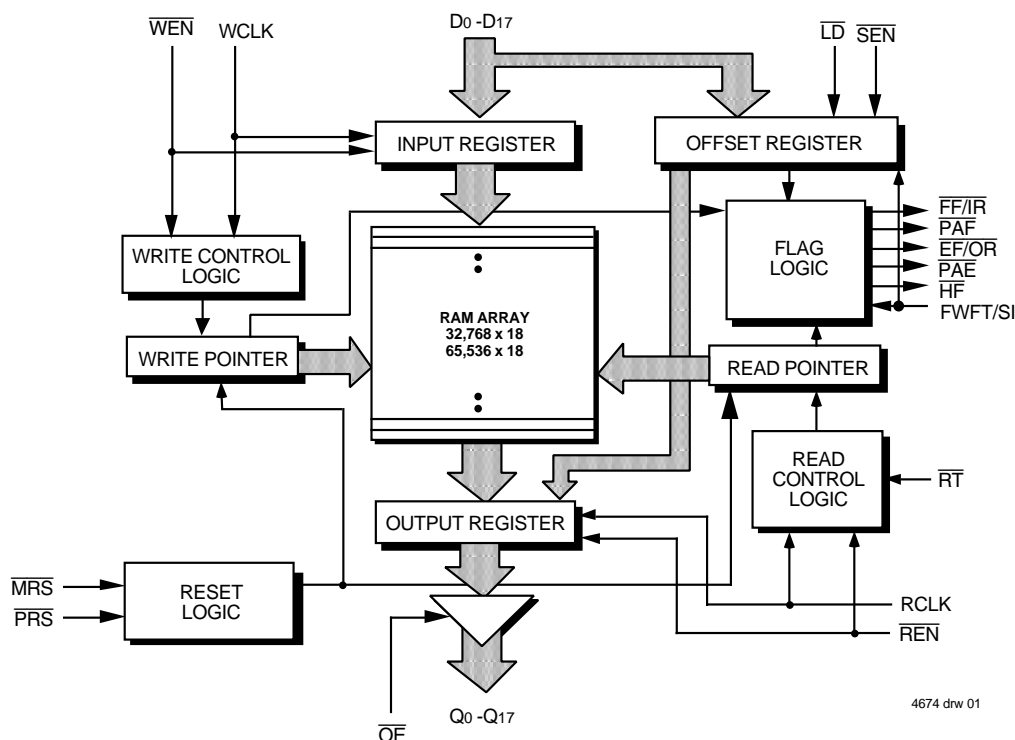 D0 -D17
WEN
WCLK
LD
SEN
INPUT REGISTER
OFFSET REGISTER
FF/IR
PAF
EF/OR
PAE
HF
FWFT/SI
FLAG
LOGIC
WRITE CONTROL
LOGIC
RAM ARRAY
32,768 x 18
65,536 x 18
WRITE POINTER
READ POINTER
READ
CONTROL
LOGIC
RT
OUTPUT REGISTER
MRS
PRS
RESET
LOGIC
RCLK
REN
OE
Q0 -Q17
4674 drw 01